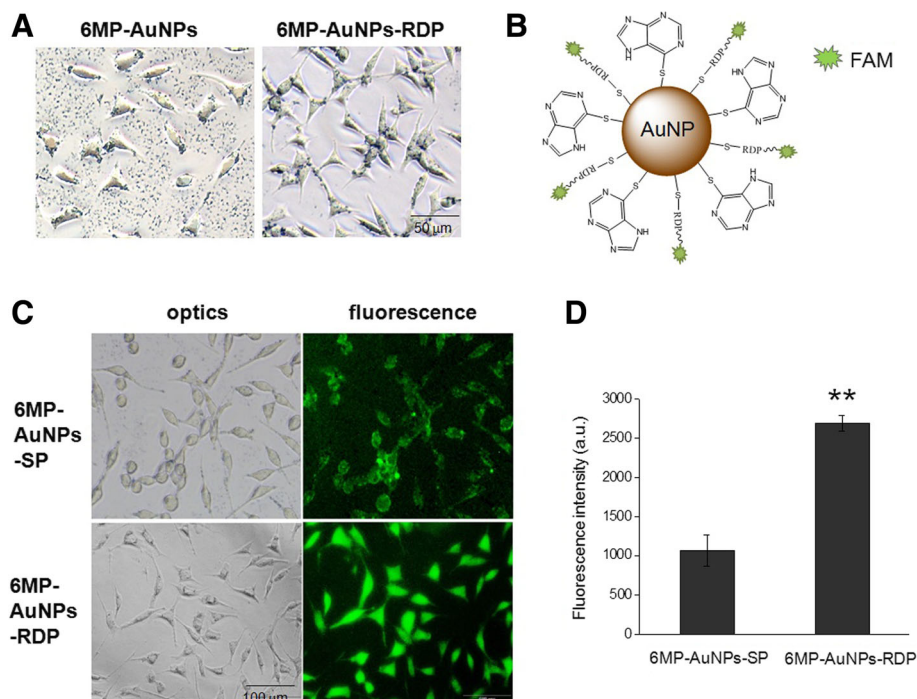 A
6MP-AuNPs
6MP-AuNPs-RDP
50 μm
B
FAM
AuNP
S
S
S
S
S
S
S
S
S
S
RDP
RDP
RDP
RDP
RDP
N
N
N
N
H
N
N
N
N
H
N
N
N
NH
N
N
N
NH
N
N
N
N
H
C
optics
fluorescence
6MP-
AuNPs
-SP
6MP-
AuNPs
-RDP
100 μm
D
Fluorescence intensity (a.u.)
3000
2500
2000
1500
1000
500
0
**
6MP-AuNPs-SP
6MP-AuNPs-RDP